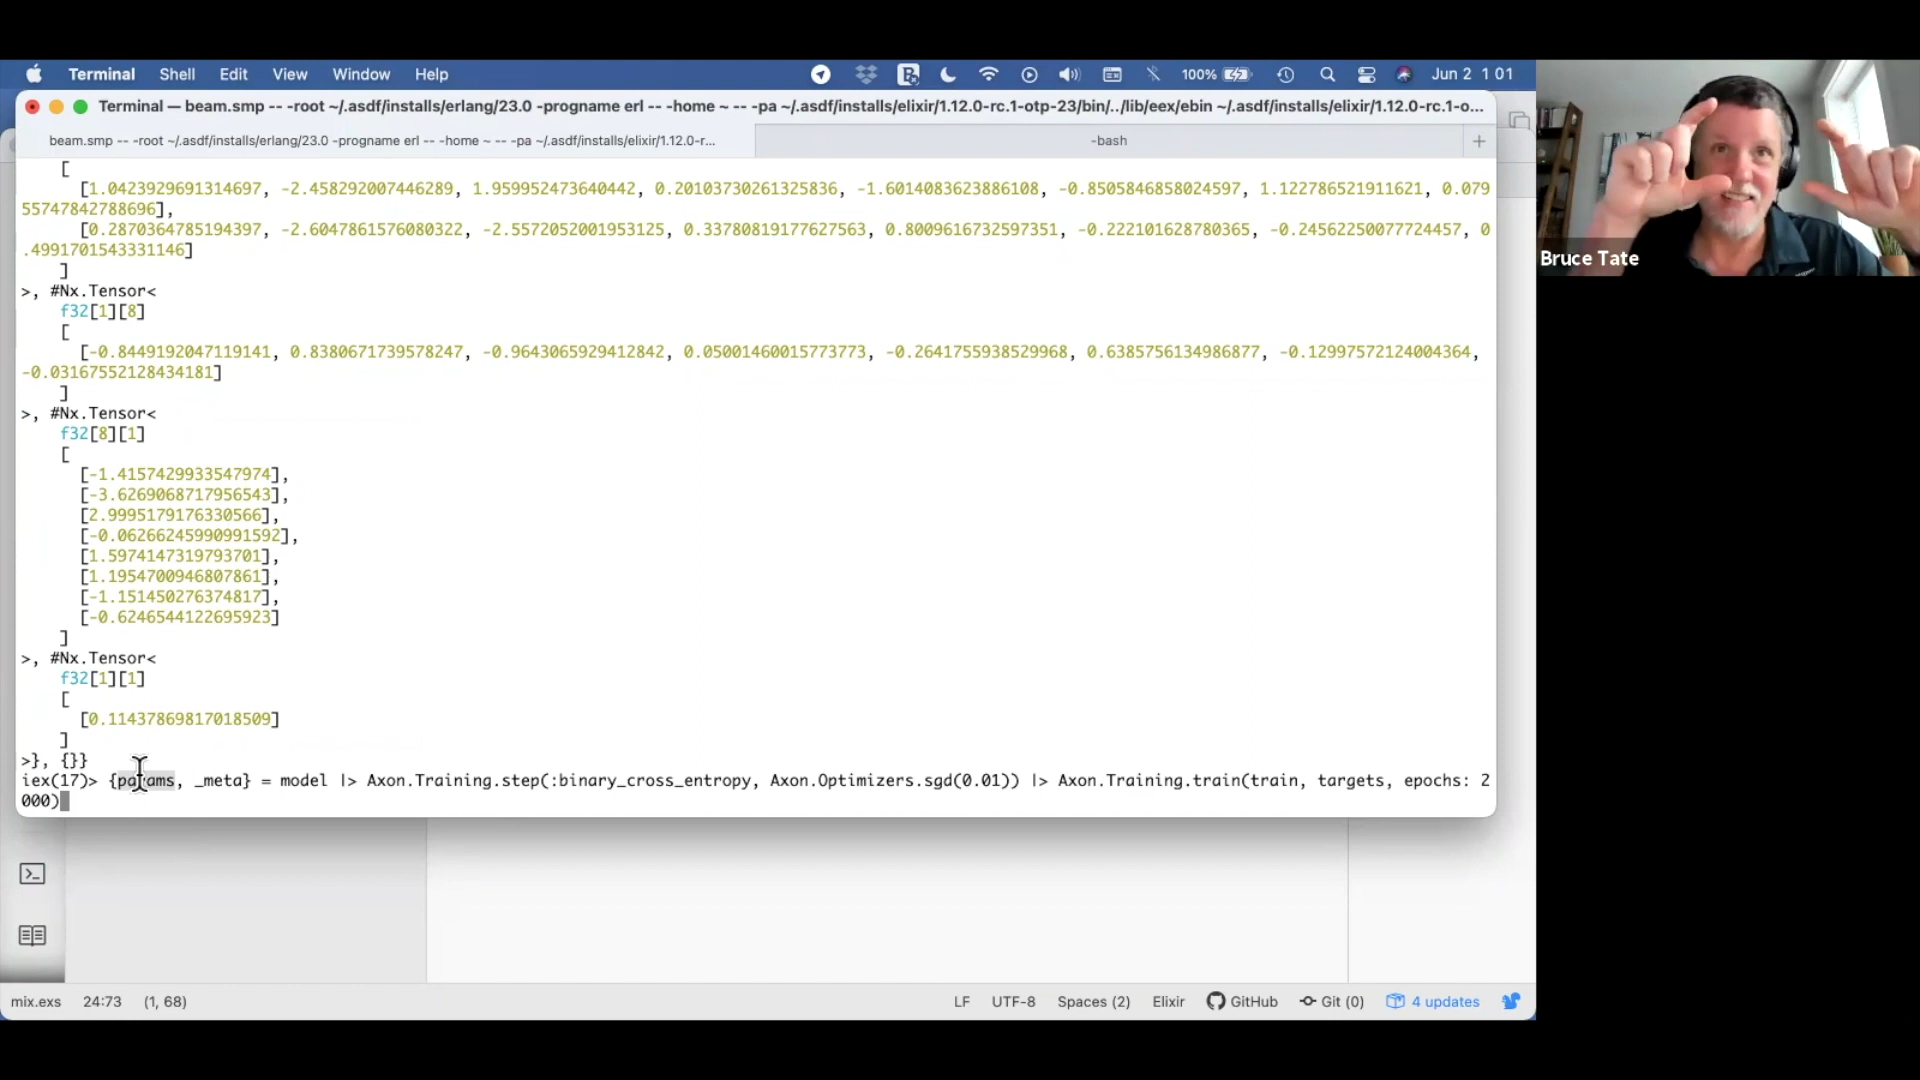 Terminal Shell Edit View Window Help 100% Jun 2 1 01
Terminal — beam.smp -- -root ~/.asdf/installs/erlang/23.0 -progname erl -- -home ~ -- -pa ~/.asdf/installs/elixir/1.12.0-rc.1-otp-23/bin/../lib/eex/ebin ~/.asdf/installs/elixir/1.12.0-rc.1-o...
beam.smp -- -root ~/.asdf/installs/erlang/23.0 -progname erl -- -home ~ -- -pa ~/.asdf/installs/elixir/1.12.0-r... -bash +
[
[1.0423929691314697, -2.458292007446289, 1.959952473640442, 0.20103730261325836, -1.6014083623886108, -0.8505846858024597, 1.122786521911621, 0.079
55747842788696],
[0.2870364785194397, -2.6047861576080322, -2.5572052001953125, 0.33780819177627563, 0.8009616732597351, -0.222101628780365, -0.24562250077724457, 0
.4991701543331146]
]
>, #Nx.Tensor<
f32[1][8]
[
[-0.8449192047119141, 0.8380671739578247, -0.9643065929412842, 0.05001460015773773, -0.2641755938529968, 0.6385756134986877, -0.12997572124004364,
-0.03167552128434181]
]
>, #Nx.Tensor<
f32[8][1]
[
[-1.4157429933547974],
[-3.6269068717956543],
[2.9995179176330566],
[-0.06266245990991592],
[1.5974147319793701],
[1.1954700946807861],
[-1.151450276374817],
[-0.6246544122695923]
]
>, #Nx.Tensor<
f32[1][1]
[
[0.11437869817018509]
]
>}, {}}
iex(17)> {params, _meta} = model |> Axon.Training.step(:binary_cross_entropy, Axon.Optimizers.sgd(0.01)) |> Axon.Training.train(train, targets, epochs: 2
000)
Bruce Tate
mix.exs 24:73 (1, 68) LF UTF-8 Spaces (2) Elixir GitHub Git (0) 4 updates